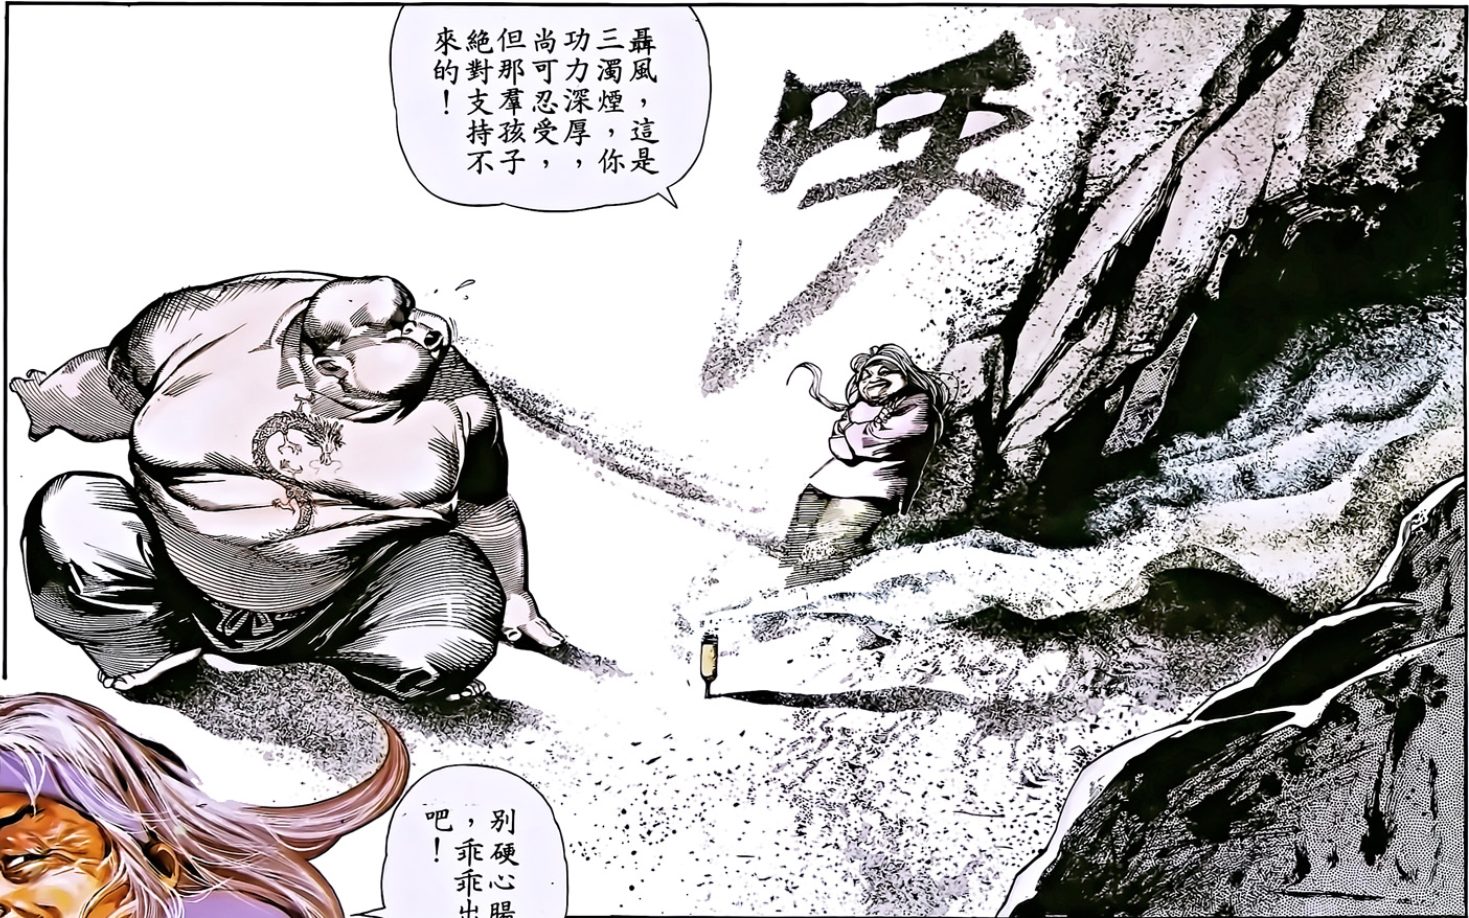 聶風，這是
三濁煙，你
功力深厚，
尚可忍受，
但那羣孩子
絕對支持不
來的！
呼
別硬心腸
，乖乖出
吧！